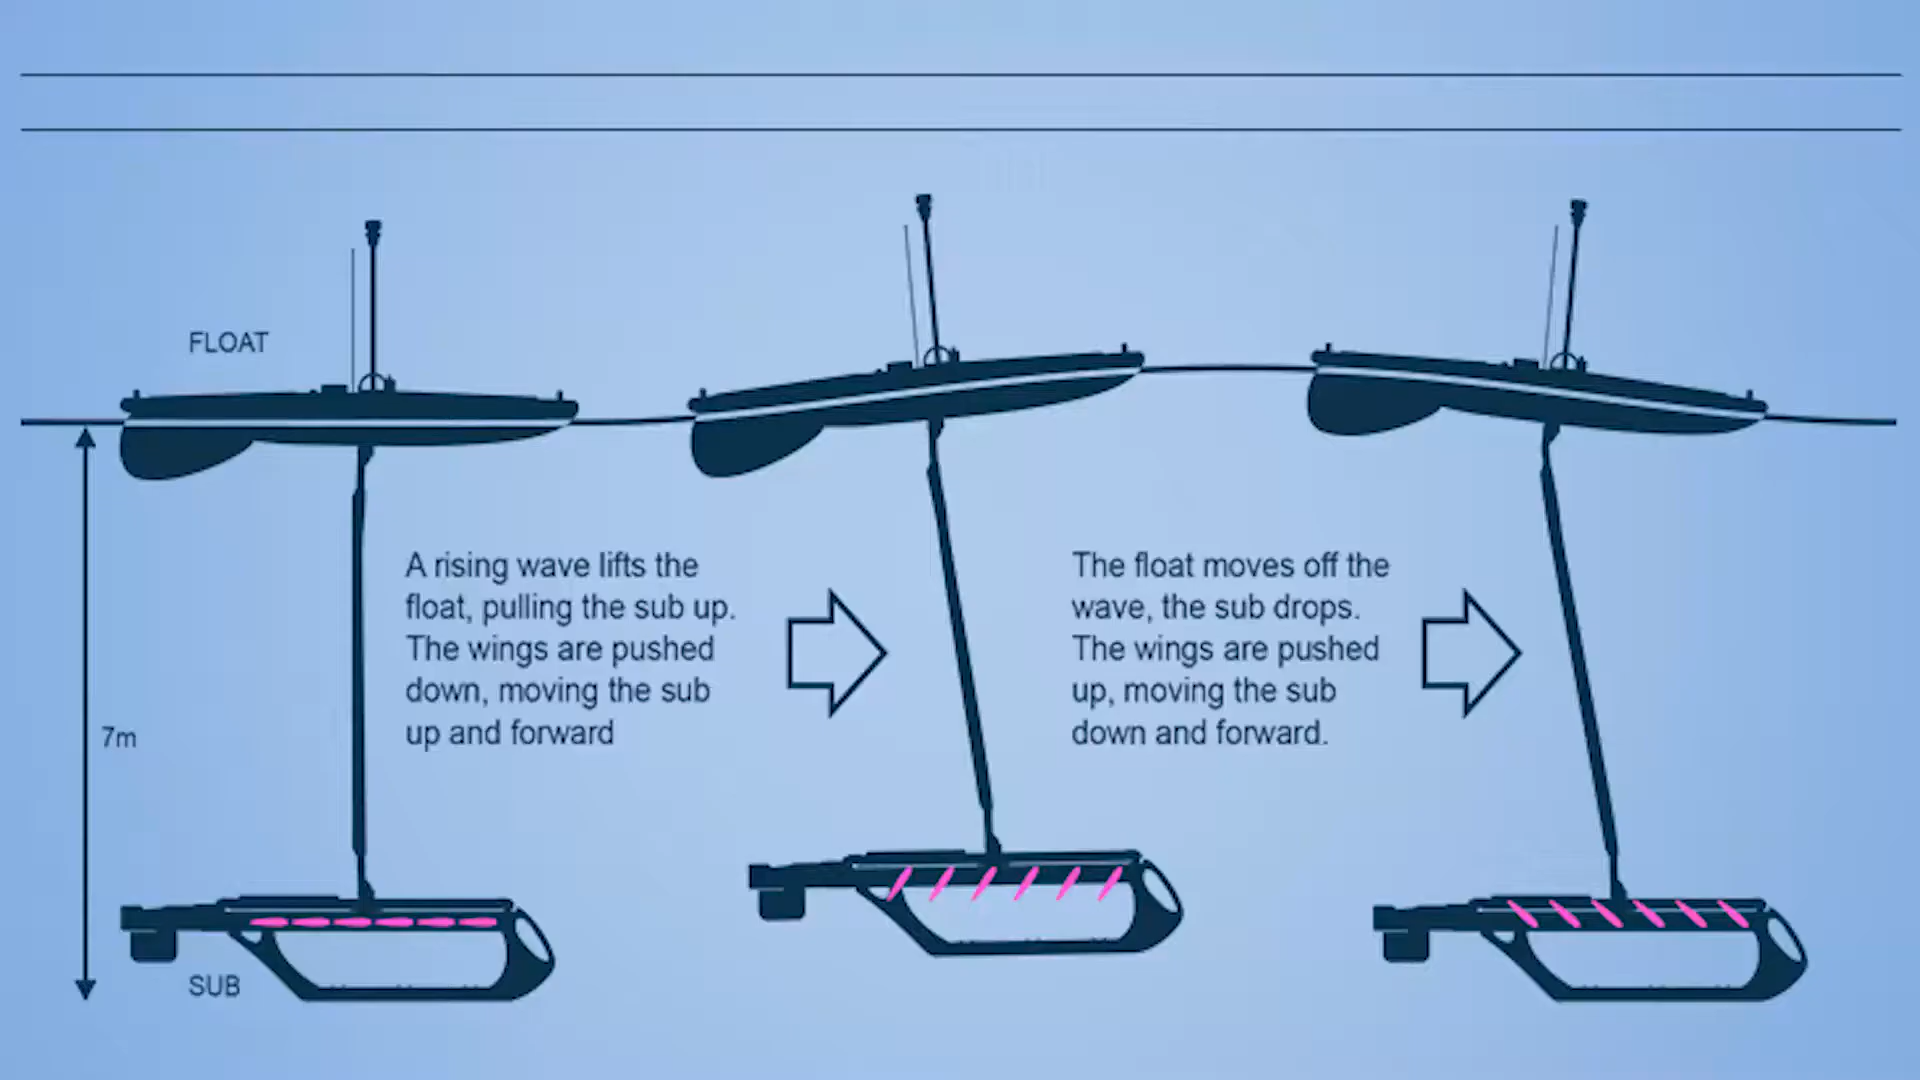 FLOAT
A rising wave lifts the
float, pulling the sub up.
The wings are pushed
down, moving the sub
up and forward
The float moves off the
wave, the sub drops.
The wings are pushed
up, moving the sub
down and forward.
7m
SUB